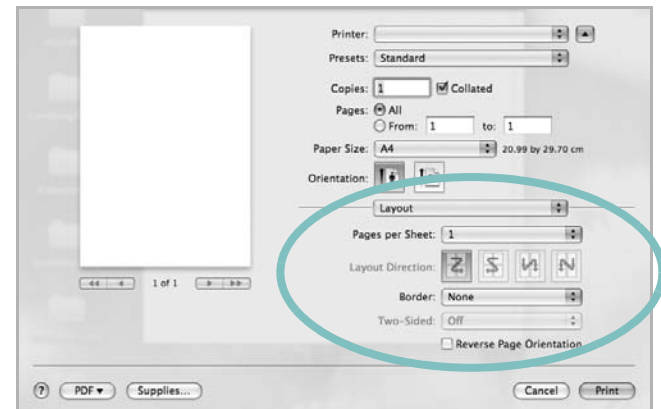 Printer:
Presets: Standard
Copies: 1 Collated
Pages: All
From: 1 to: 1
Paper Size: A4 20.99 by 29.70 cm
Orientation:
Layout
Pages per Sheet: 1
Layout Direction:
1 of 1
Border: None
Two-Sided: Off
Reverse Page Orientation
? PDF Supplies... Cancel Print